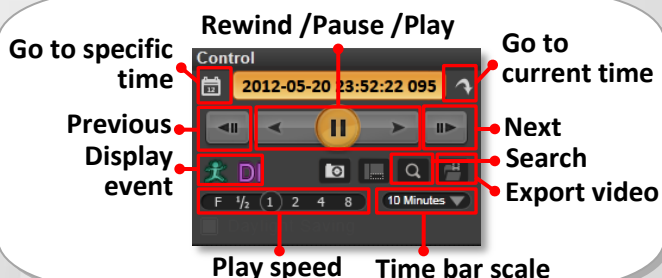 Rewind /Pause /Play
Go to specific
time
Go to
current time
Control
12
2012-05-20 23:52:22 095
Previous
Next
Display
event
DI
Search
Export video
F 1/2 1 2 4 8
10 Minutes
Play speed
Time bar scale